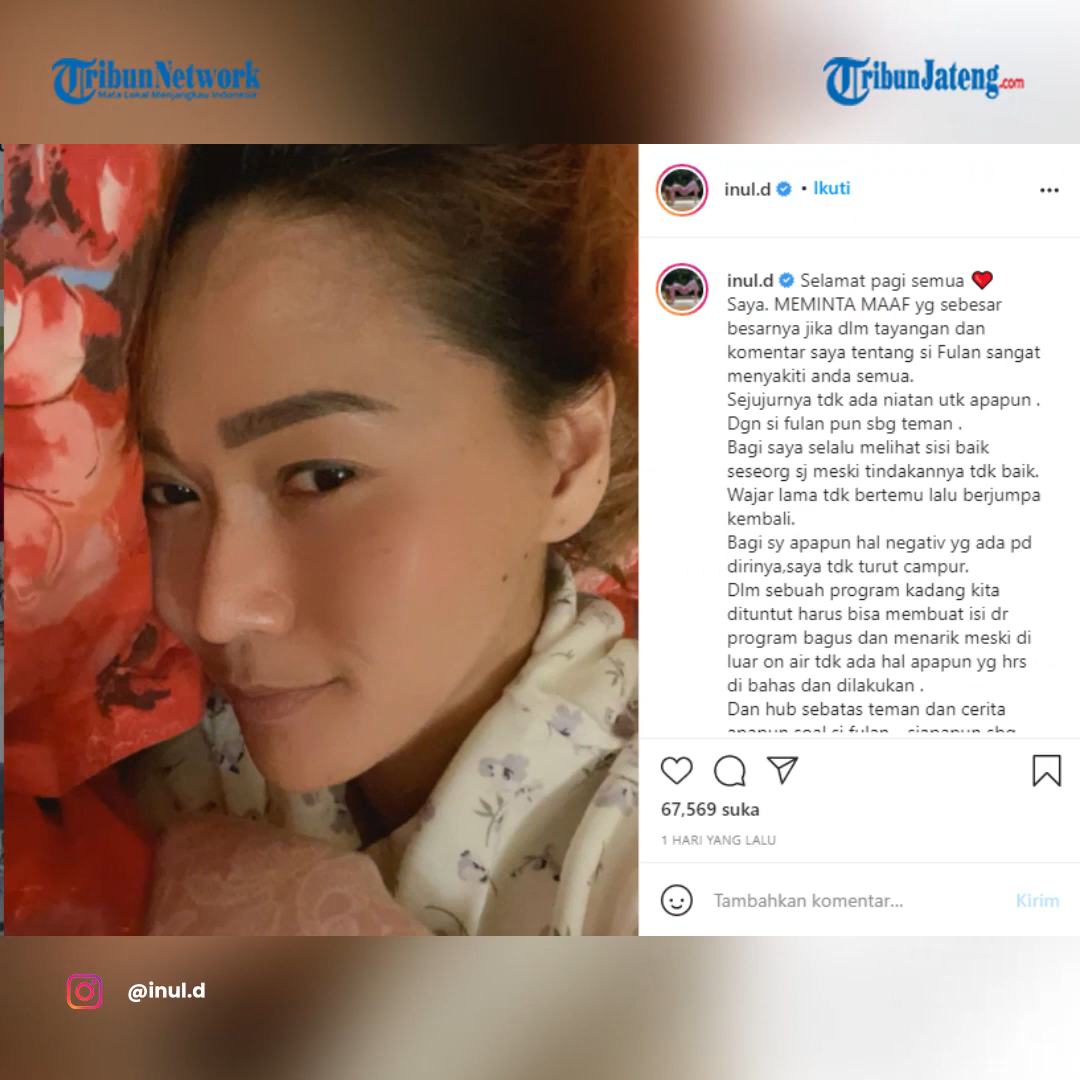 TribunNetwork
Mata Lokal Menjangkau Indonesia
TribunJateng.com
inul.d • Ikuti
inul.d Selamat pagi semua ❤
Saya. MEMINTA MAAF yg sebesar
besarnya jika dlm tayangan dan
komentar saya tentang si Fulan sangat
menyakiti anda semua.
Sejujurnya tdk ada niatan utk apapun .
Dgn si fulan pun sbg teman .
Bagi saya selalu melihat sisi baik
seseorg sj meski tindakannya tdk baik.
Wajar lama tdk bertemu lalu berjumpa
kembali.
Bagi sy apapun hal negativ yg ada pd
dirinya,saya tdk turut campur.
Dlm sebuah program kadang kita
dituntut harus bisa membuat isi dr
program bagus dan menarik meski di
luar on air tdk ada hal apapun yg hrs
di bahas dan dilakukan .
Dan hub sebatas teman dan cerita
apapun soal si fulan
67,569 suka
1 HARI YANG LALU
Tambahkan komentar...
Kirim
@inul.d